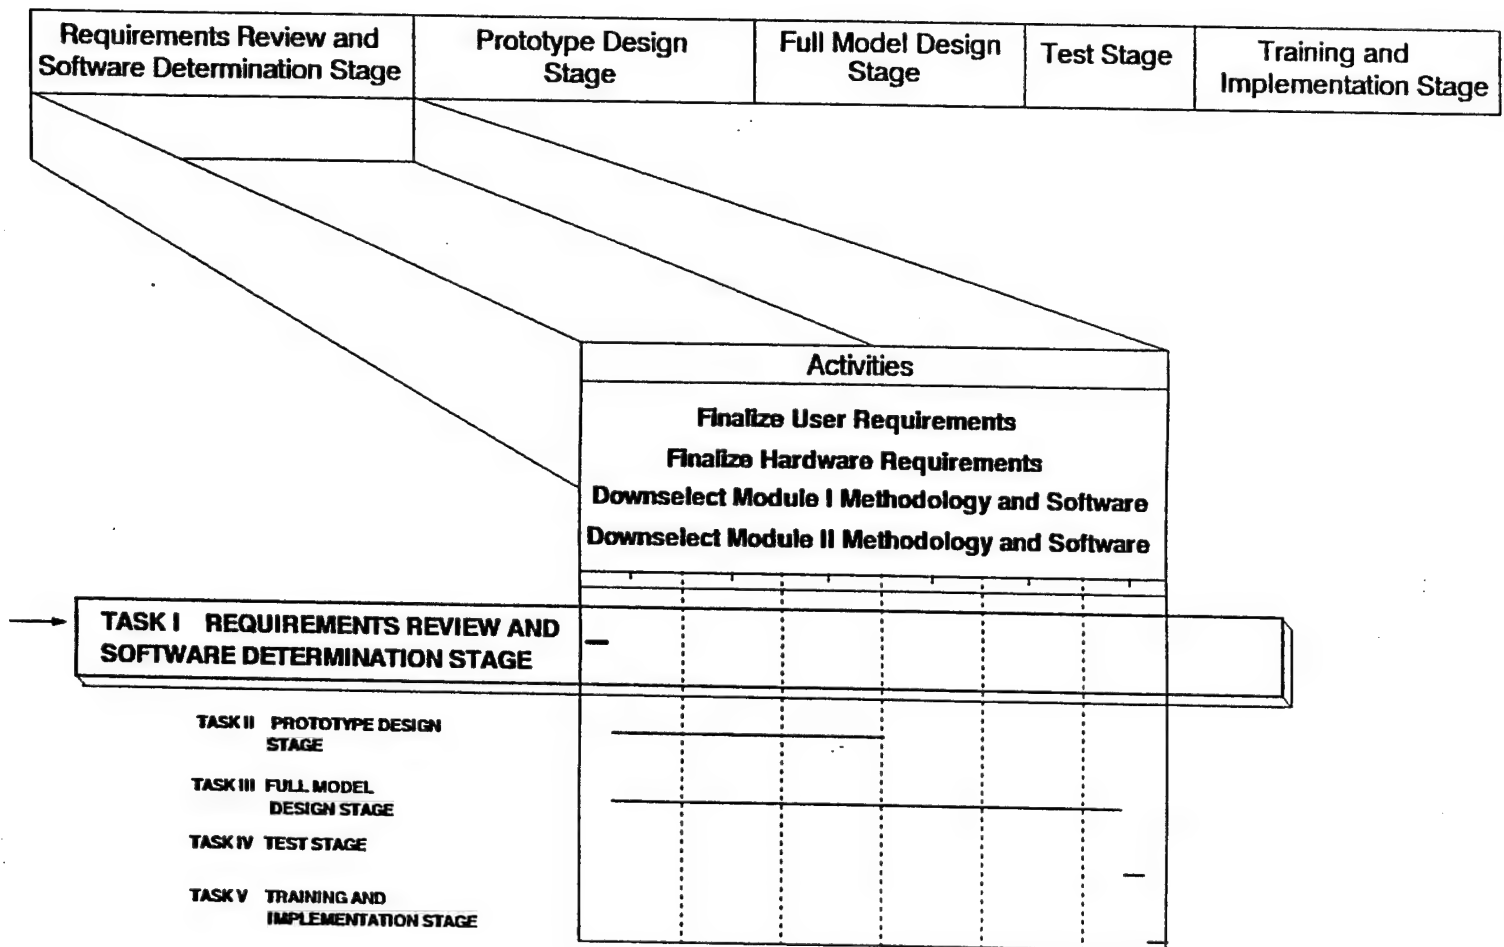 Requirements Review and
Software Determination Stage
Prototype Design
Stage
Full Model Design
Stage
Test Stage
Training and
Implementation Stage
Activities
Finalize User Requirements
Finalize Hardware Requirements
Downselect Module I Methodology and Software
Downselect Module II Methodology and Software
TASK I REQUIREMENTS REVIEW AND
SOFTWARE DETERMINATION STAGE
TASK II PROTOTYPE DESIGN
STAGE
TASK III FULL MODEL
DESIGN STAGE
TASK IV TEST STAGE
TASK V TRAINING AND
IMPLEMENTATION STAGE